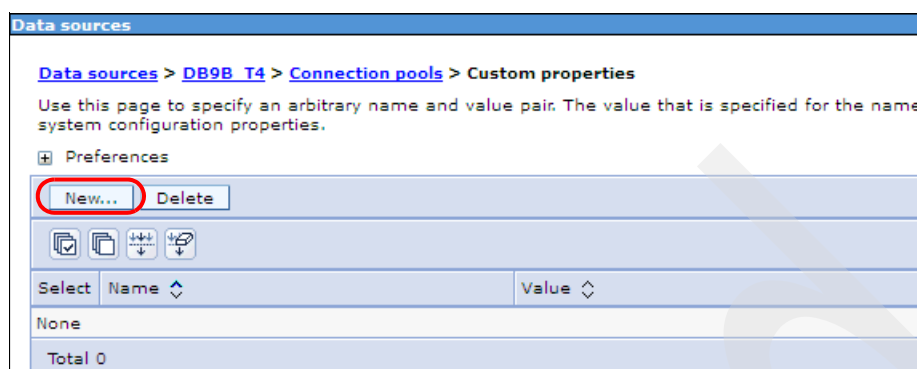 Data sources
Data sources > DB9B_T4 > Connection pools > Custom properties
Use this page to specify an arbitrary name and value pair. The value that is specified for the name
system configuration properties.
Preferences
New... Delete
Select Name Value
None
Total 0